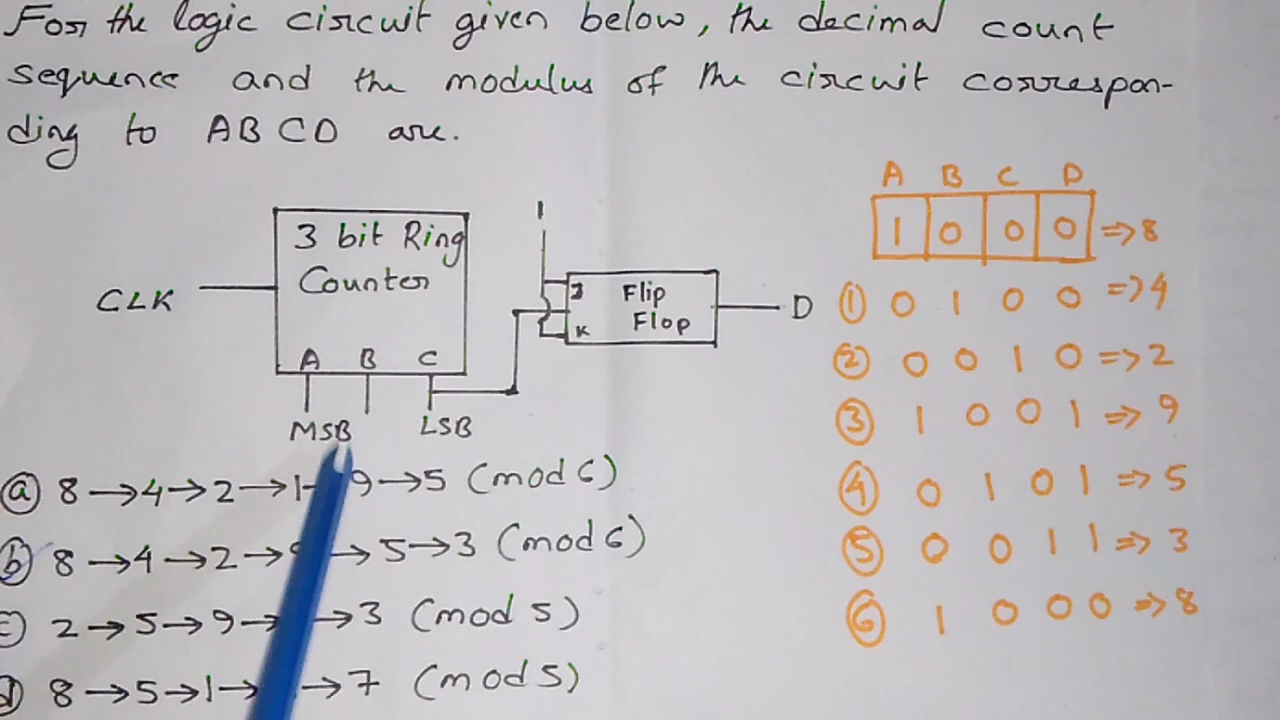 For the logic circuit given below, the decimal count
sequence and the modulus of the circuit correspon-
ding to ABCD are.
3 bit Ring
Counter
CLK
A B C
MSB LSB
1
J Flip
K Flop
D
(a) 8 → 4 → 2 → 1 → 9 → 5 (mod 6)
(b) 8 → 4 → 2 → 9 → 5 → 3 (mod 6)
(c) 2 → 5 → 9 → → 3 (mod 5)
(d) 8 → 5 → 1 → → 7 (mod 5)
A B C D
1 0 0 0 ⇒ 8
(1) 0 1 0 0 ⇒ 4
(2) 0 0 1 0 ⇒ 2
(3) 1 0 0 1 ⇒ 9
(4) 0 1 0 1 ⇒ 5
(5) 0 0 1 1 ⇒ 3
(6) 1 0 0 0 ⇒ 8